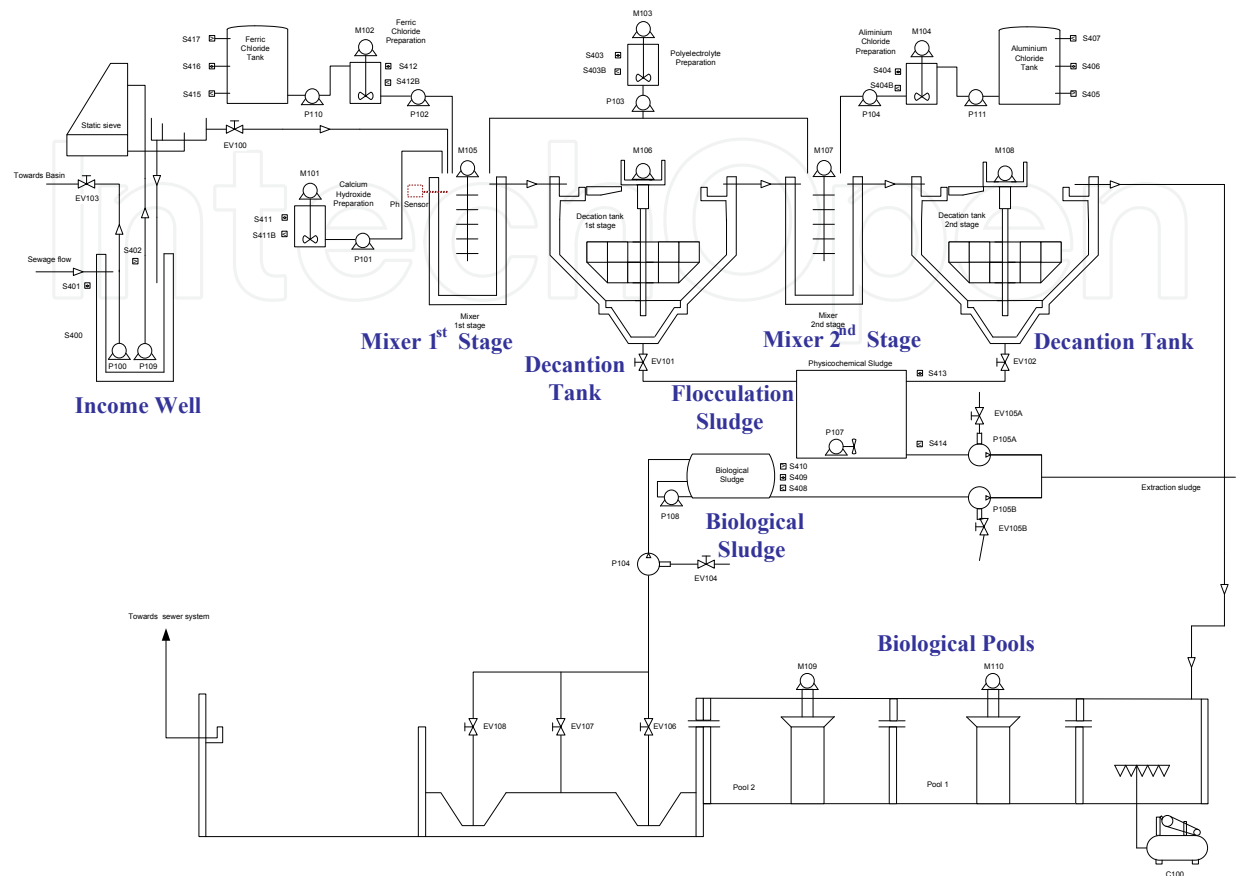 M103
M102
Ferric
Chloride
Preparation
S417
Ferric
Chloride
Tank
S416
S415
S412
S412B
P110
P102
S403
S403B
Polyelectrolyte
Preparation
P103
Aliminium
Chloride
Preparation
M104
S404
S404B
P104
P111
Aluminium
Chloride
Tank
S407
S406
S405
Static sieve
EV100
Towards Basin
EV103
S402
Sewage flow
S401
S400
P100
P109
Income Well
M101
Calcium
Hydroxide
Preparation
S411
S411B
P101
Ph Sensor
M105
Mixer
1st stage
Mixer 1st Stage
M106
Decation tank
1st stage
EV101
Decantion
Tank
M107
Mixer
2nd stage
Mixer 2nd Stage
M108
Decation tank
2nd stage
EV102
Decantion Tank
IntechOpen
Physicochemical Sludge
S413
Flocculation
Sludge
P107
S414
EV105A
P105A
Biological
Sludge
S410
S409
S408
P108
Extraction sludge
P105B
EV105B
Biological
Sludge
P104
EV104
Towards sewer system
Biological Pools
M109
M110
EV108
EV107
EV106
Pool 2
Pool 1
C100